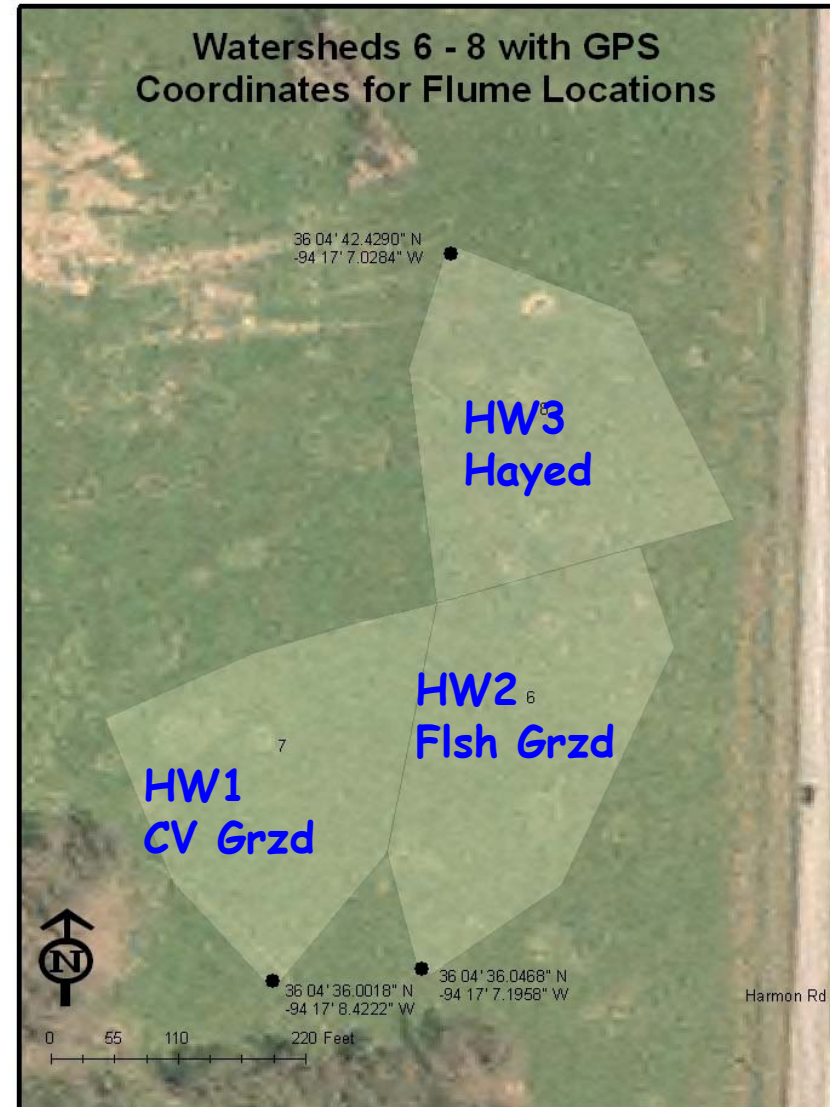 Watersheds 6 - 8 with GPS
Coordinates for Flume Locations
36 04' 42.4290" N
-94 17' 7.0284" W
8
HW3
Hayed
HW2
6
Flsh Grzd
7
HW1
CV Grzd
36 04' 36.0468" N
-94 17' 7.1958" W
36 04' 36.0018" N
-94 17' 8.4222" W
Harmon Rd
N
0 55 110 220 Feet